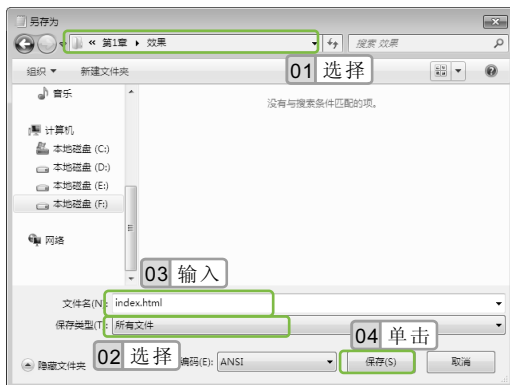 另存为
« 第1章 ▸ 效果
搜索 效果
组织 ▼ 新建文件夹
01 选择
音乐
没有与搜索条件匹配的项。
计算机
本地磁盘 (C:)
本地磁盘 (D:)
本地磁盘 (E:)
本地磁盘 (F:)
网络
03 输入
文件名(N): index.html
保存类型(T): 所有文件
04 单击
隐藏文件夹
02 选择
编码(E): ANSI
保存(S)
取消